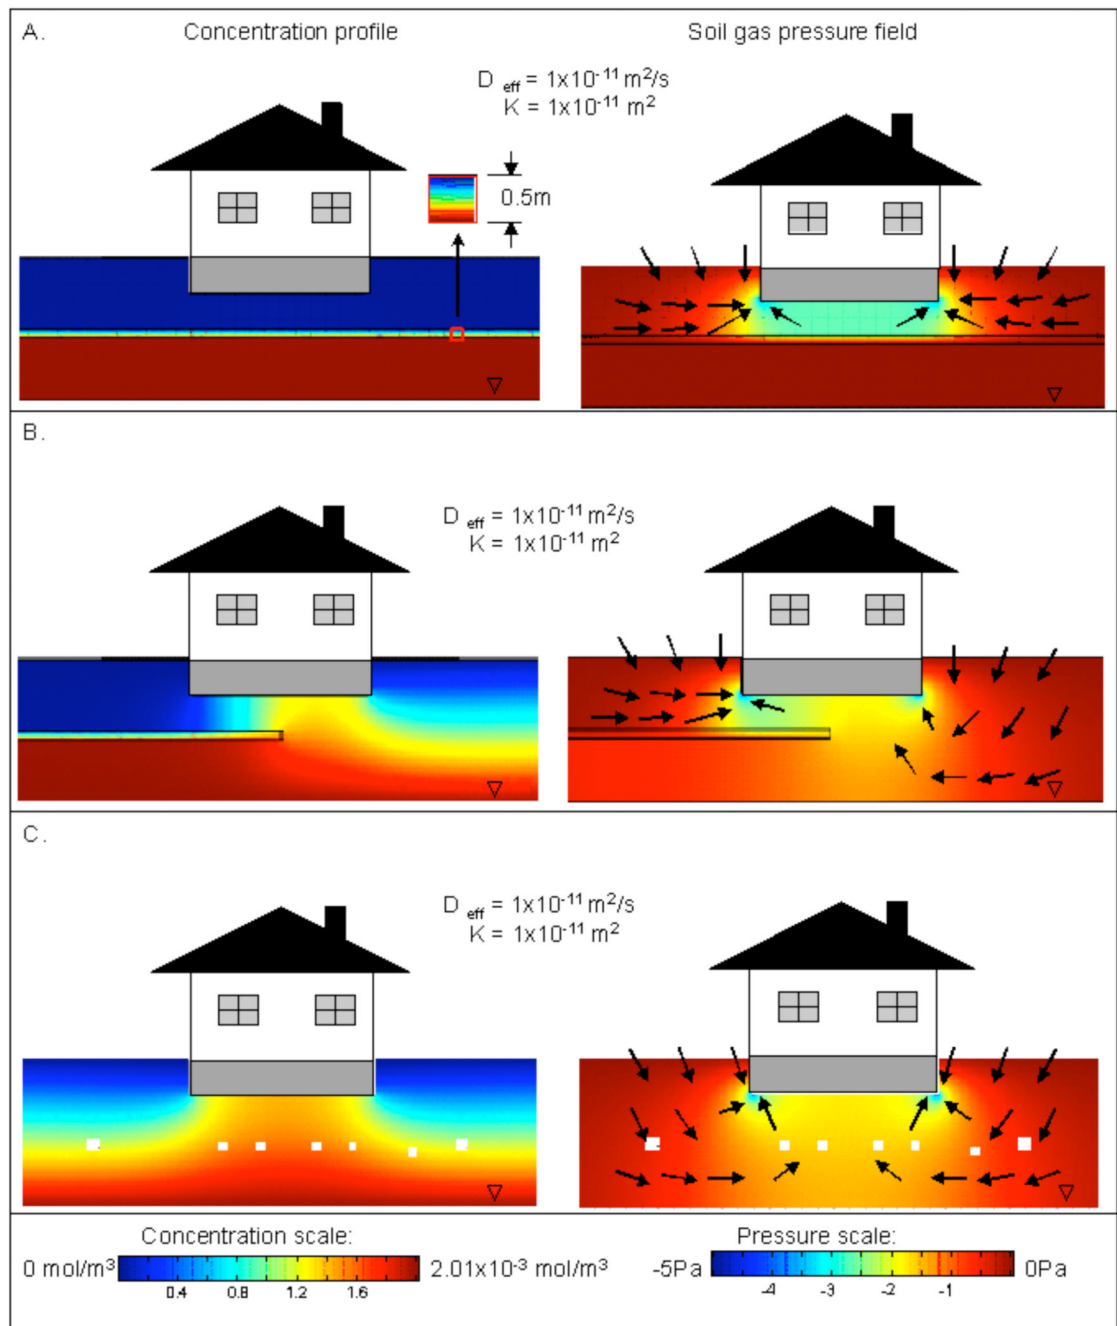 A.
Concentration profile
Soil gas pressure field
D eff = 1x10⁻¹¹ m²/s
K = 1x10⁻¹¹ m²
0.5m
B.
D eff = 1x10⁻¹¹ m²/s
K = 1x10⁻¹¹ m²
C.
D eff = 1x10⁻¹¹ m²/s
K = 1x10⁻¹¹ m²
Concentration scale:
0 mol/m³
2.01x10⁻³ mol/m³
0.4 0.8 1.2 1.6
Pressure scale:
-5Pa
0Pa
-4 -3 -2 -1